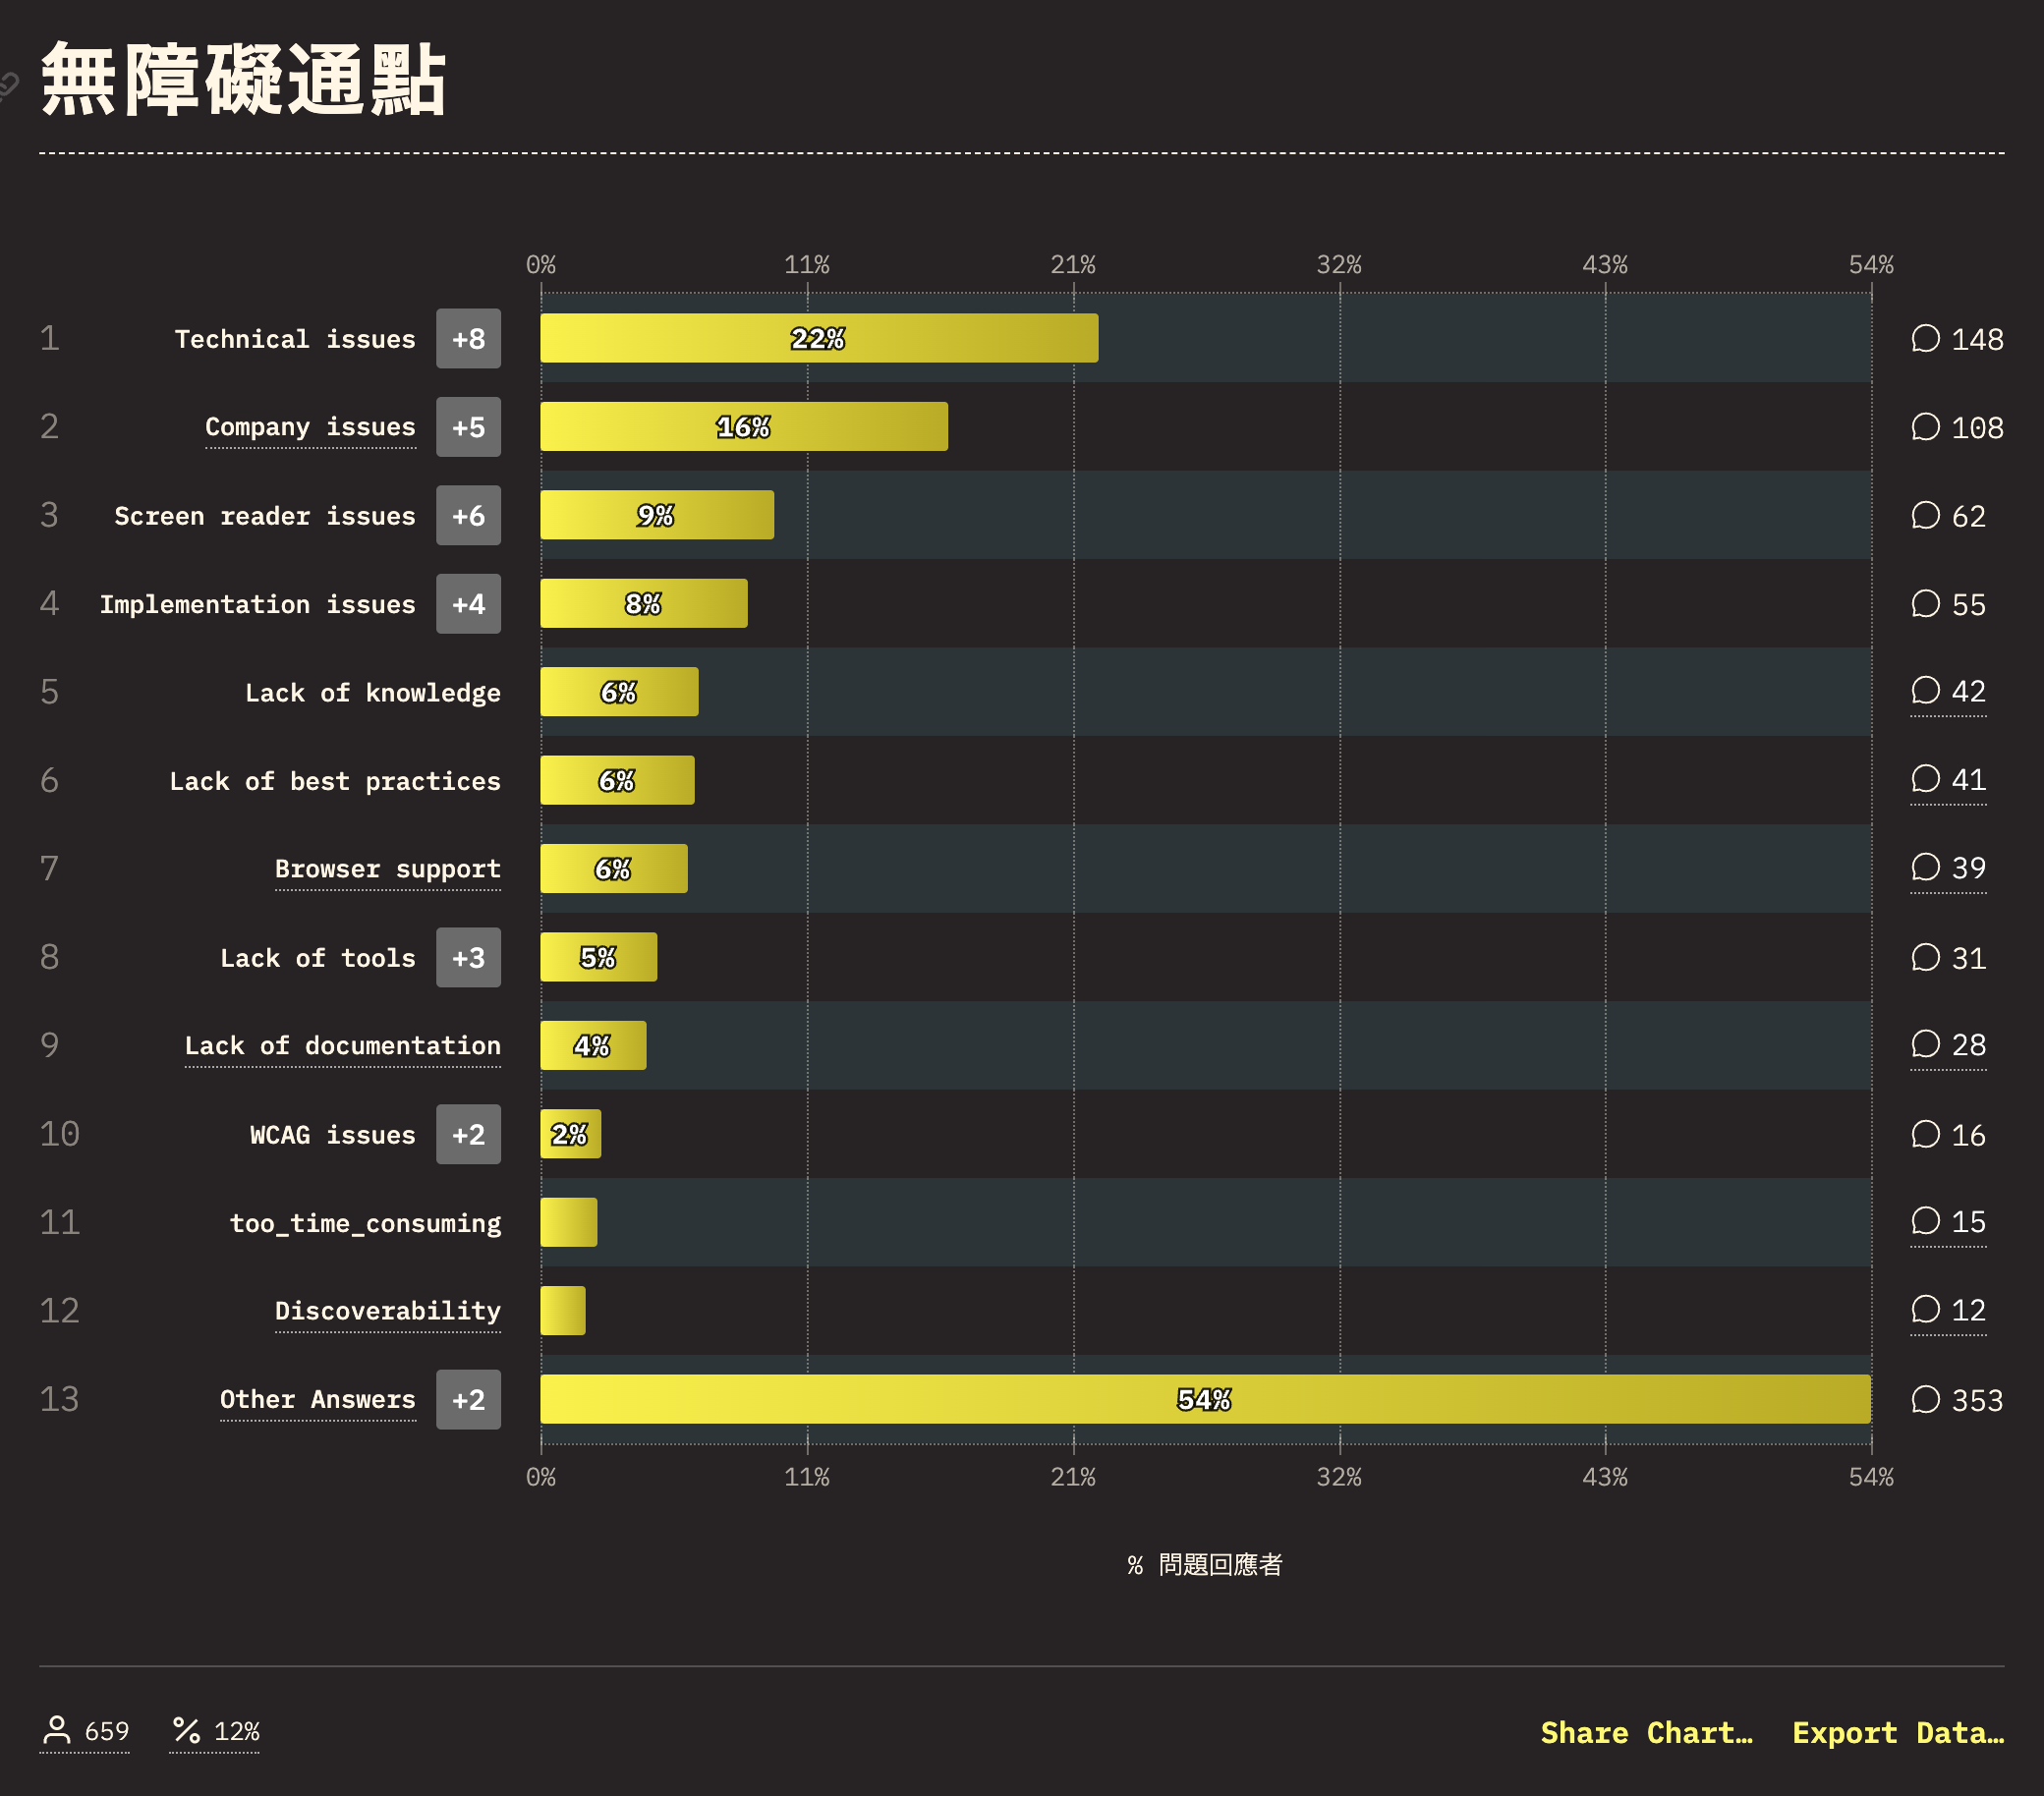 無障礙通點
0% 11% 21% 32% 43% 54%
1 Technical issues +8 22% 148
2 Company issues +5 16% 108
3 Screen reader issues +6 9% 62
4 Implementation issues +4 8% 55
5 Lack of knowledge 6% 42
6 Lack of best practices 6% 41
7 Browser support 6% 39
8 Lack of tools +3 5% 31
9 Lack of documentation 4% 28
10 WCAG issues +2 2% 16
11 too_time_consuming 15
12 Discoverability 12
13 Other Answers +2 54% 353
0% 11% 21% 32% 43% 54%
% 問題回應者
659 12% Share Chart… Export Data…